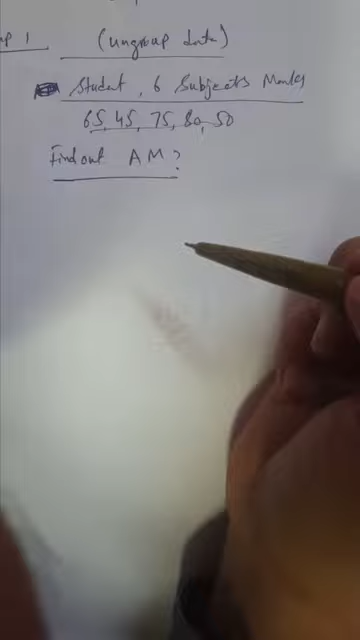 (ungroup data)
Student, 6 Subjects Marks
65, 45, 75, 80, 50
Find out AM?